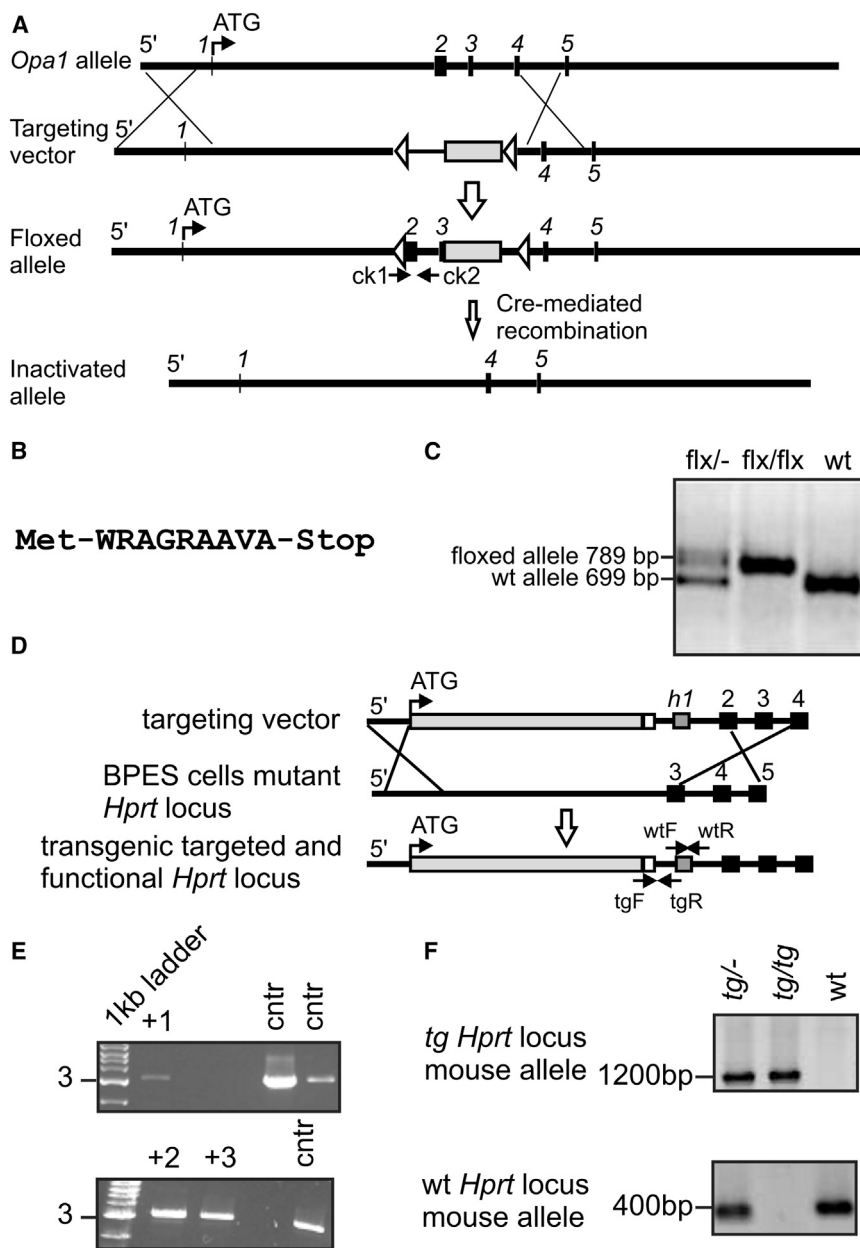 A
5' 1 ATG 2 3 4 5
Opa1 allele
Targeting
vector
5' 1 4 5
Floxed
allele
5' 1 ATG 2 3 4 5
ck1 ck2
Cre-mediated
recombination
Inactivated
allele
5' 1 4 5
B
Met-WRAGRAAVA-Stop
C
flx/- flx/flx wt
floxed allele 789 bp
wt allele 699 bp
D
targeting vector
5' ATG h1 2 3 4
BPES cells mutant
Hprt locus
5' 3 4 5
transgenic targeted and
functional Hprt locus
5' ATG wtF wtR
tgF tgR
E
1kb ladder
+1 cntr cntr
3
+2 +3 cntr
3
F
tg/- tg/tg wt
tg Hprt locus
mouse allele
1200bp
wt Hprt locus
mouse allele
400bp